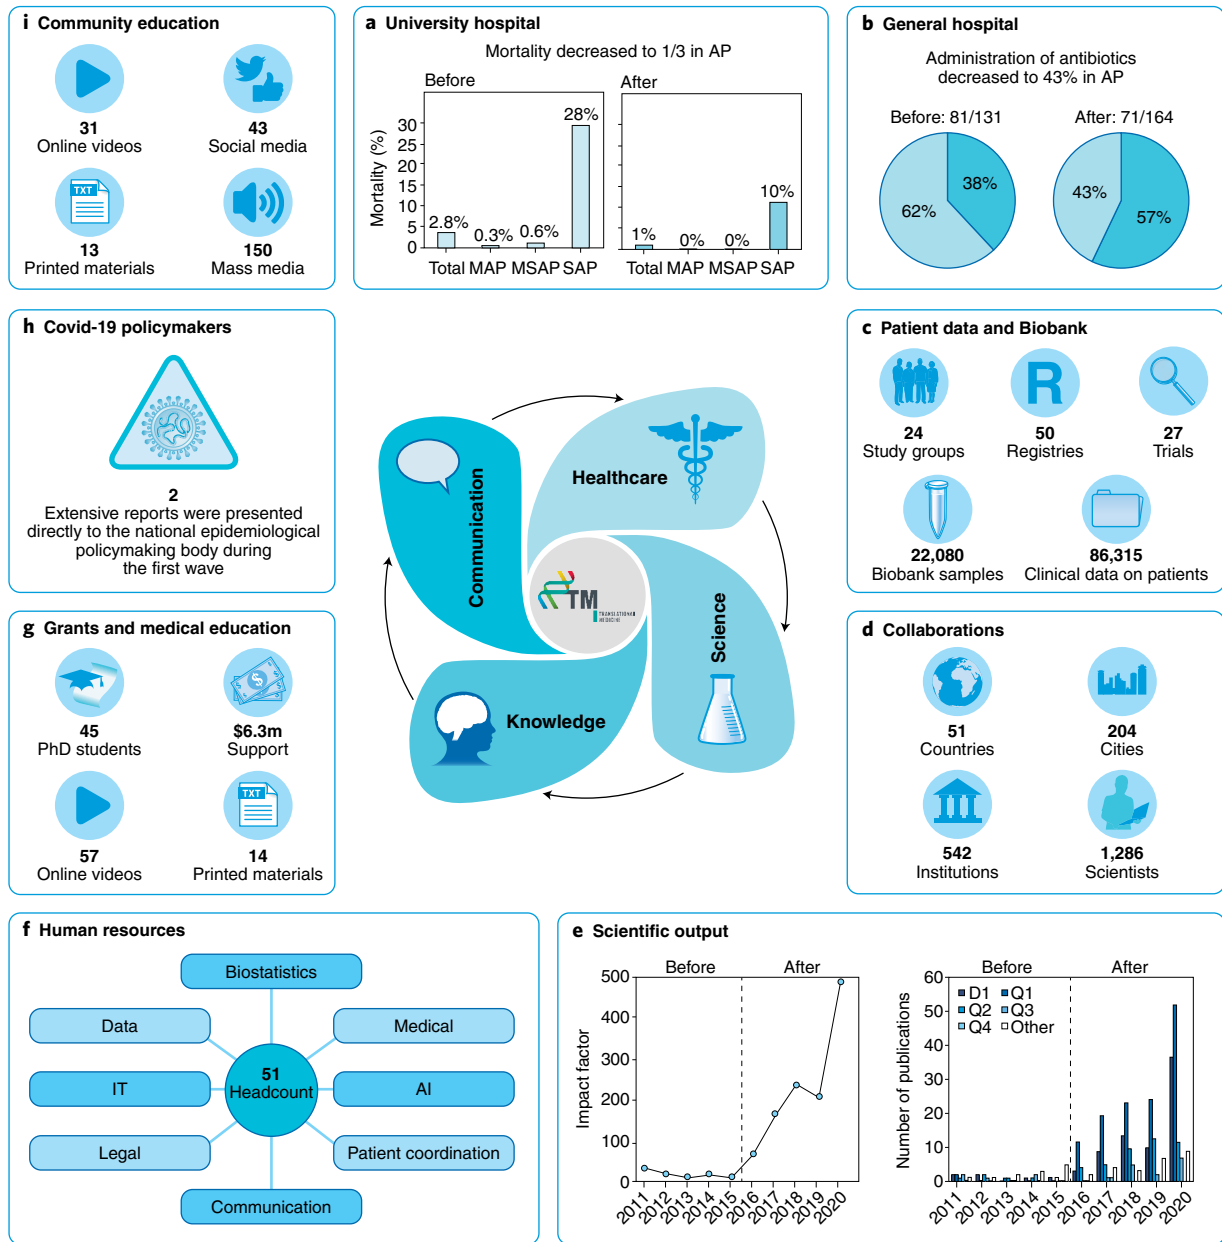 i Community education
31
Online videos
43
Social media
TXT
13
Printed materials
150
Mass media
a University hospital
Mortality decreased to 1/3 in AP
Before
After
Mortality (%)
30
25
20
15
10
5
0
2.8%
0.3%
0.6%
28%
Total MAP MSAP SAP
1%
0%
0%
10%
Total MAP MSAP SAP
b General hospital
Administration of antibiotics
decreased to 43% in AP
Before: 81/131
After: 71/164
38%
62%
43%
57%
h Covid-19 policymakers
2
Extensive reports were presented
directly to the national epidemiological
policymaking body during
the first wave
Communication
Healthcare
Science
Knowledge
TM
TRANSLATIONAL
MEDICINE
c Patient data and Biobank
24
Study groups
R
50
Registries
27
Trials
22,080
Biobank samples
86,315
Clinical data on patients
g Grants and medical education
45
PhD students
$
$6.3m
Support
57
Online videos
TXT
14
Printed materials
d Collaborations
51
Countries
204
Cities
542
Institutions
1,286
Scientists
f Human resources
Biostatistics
Data
Medical
51
Headcount
IT
AI
Legal
Patient coordination
Communication
e Scientific output
Before
After
Impact factor
500
400
300
200
100
0
2011
2012
2013
2014
2015
2016
2017
2018
2019
2020
Before
After
D1 Q1
Q2 Q3
Q4 Other
Number of publications
60
50
40
30
20
10
0
2011
2012
2013
2014
2015
2016
2017
2018
2019
2020